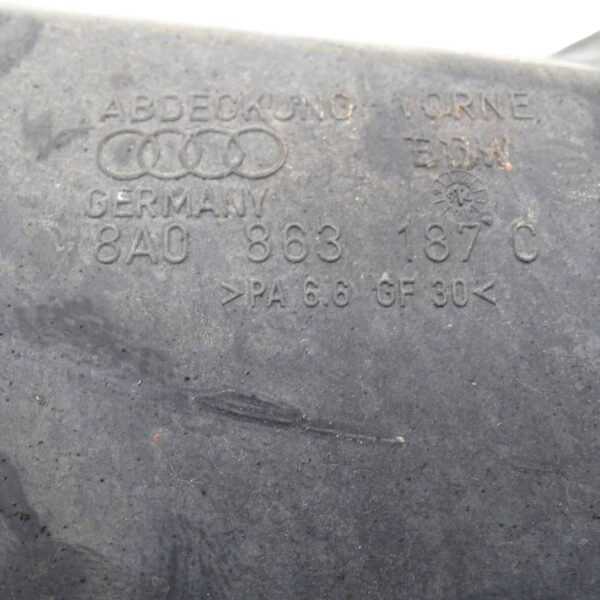 ABDECKUNG - VORNE
BDW
GERMANY
8A0 863 187 C
>PA 6.6 GF 30<